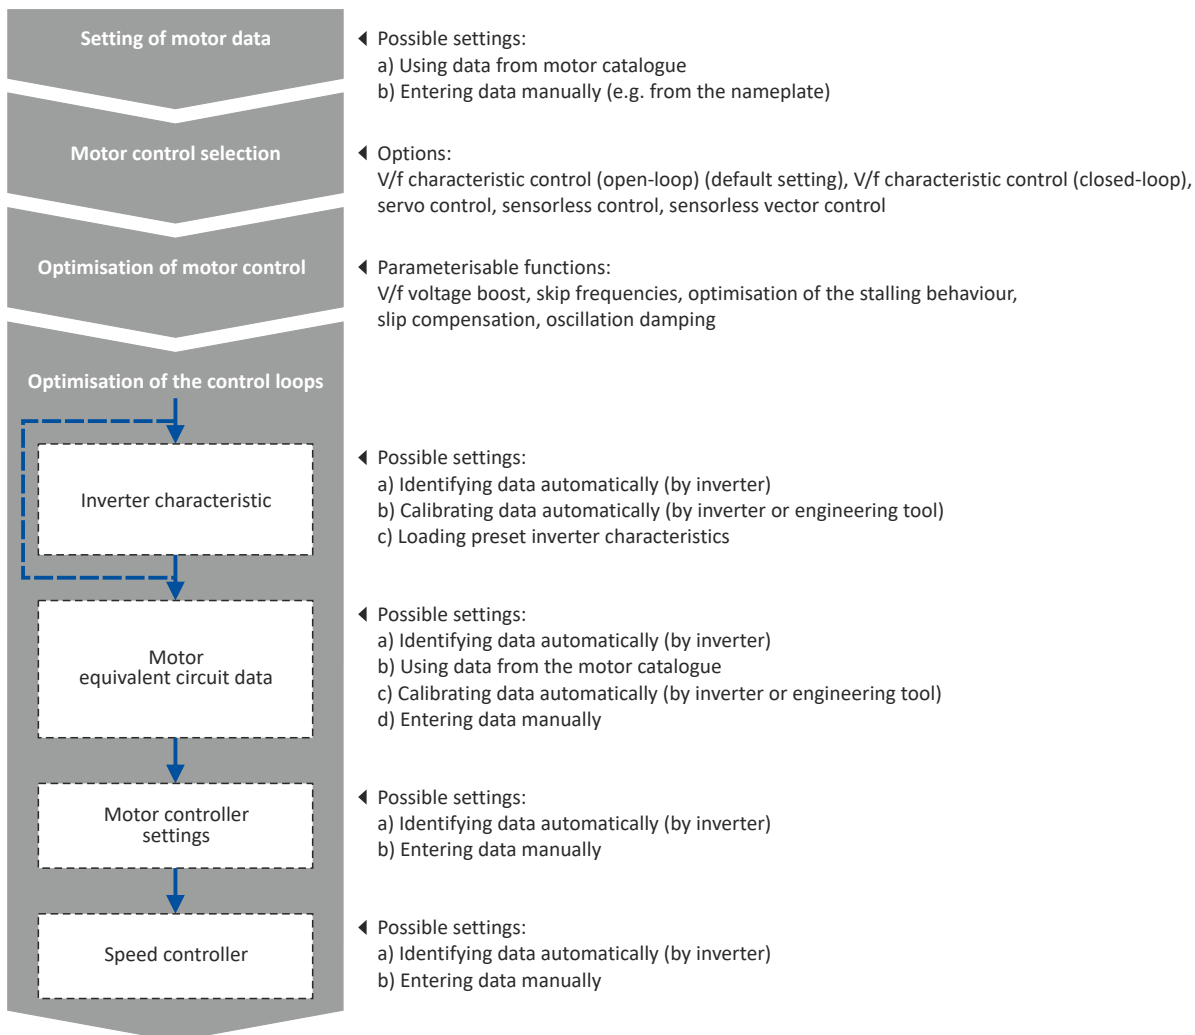 Setting of motor data
Possible settings:
a) Using data from motor catalogue
b) Entering data manually (e.g. from the nameplate)
Motor control selection
Options:
V/f characteristic control (open-loop) (default setting), V/f characteristic control (closed-loop),
servo control, sensorless control, sensorless vector control
Optimisation of motor control
Parameterisable functions:
V/f voltage boost, skip frequencies, optimisation of the stalling behaviour,
slip compensation, oscillation damping
Optimisation of the control loops
Inverter characteristic
Possible settings:
a) Identifying data automatically (by inverter)
b) Calibrating data automatically (by inverter or engineering tool)
c) Loading preset inverter characteristics
Motor
equivalent circuit data
Possible settings:
a) Identifying data automatically (by inverter)
b) Using data from the motor catalogue
c) Calibrating data automatically (by inverter or engineering tool)
d) Entering data manually
Motor controller
settings
Possible settings:
a) Identifying data automatically (by inverter)
b) Entering data manually
Speed controller
Possible settings:
a) Identifying data automatically (by inverter)
b) Entering data manually